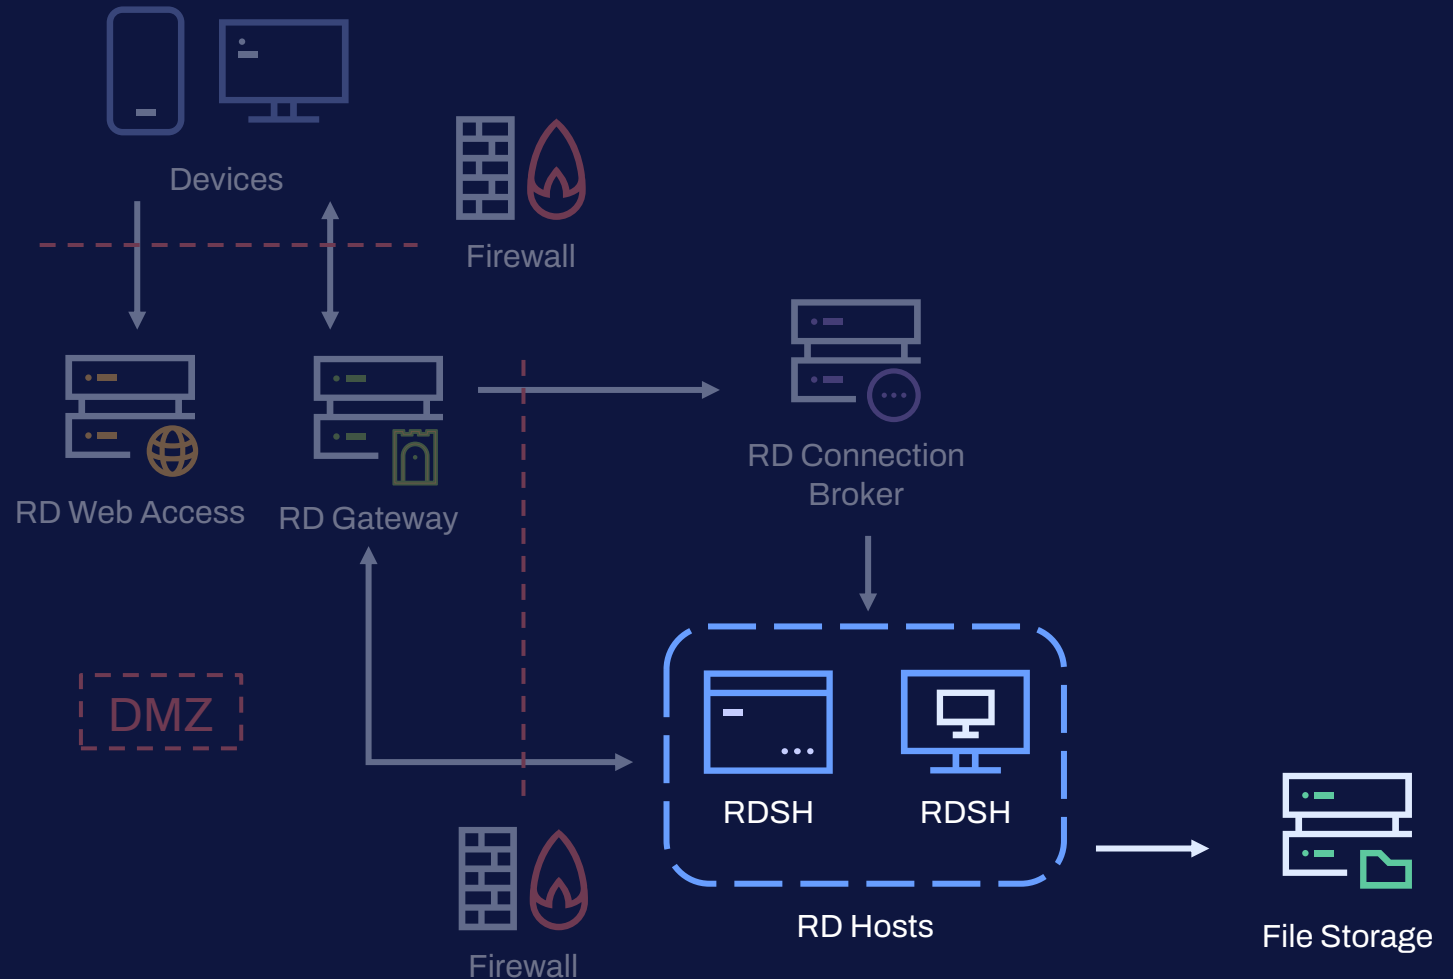 Devices
Firewall
RD Web Access
RD Gateway
RD Connection
Broker
DMZ
RDSH
RDSH
RD Hosts
File Storage
Firewall